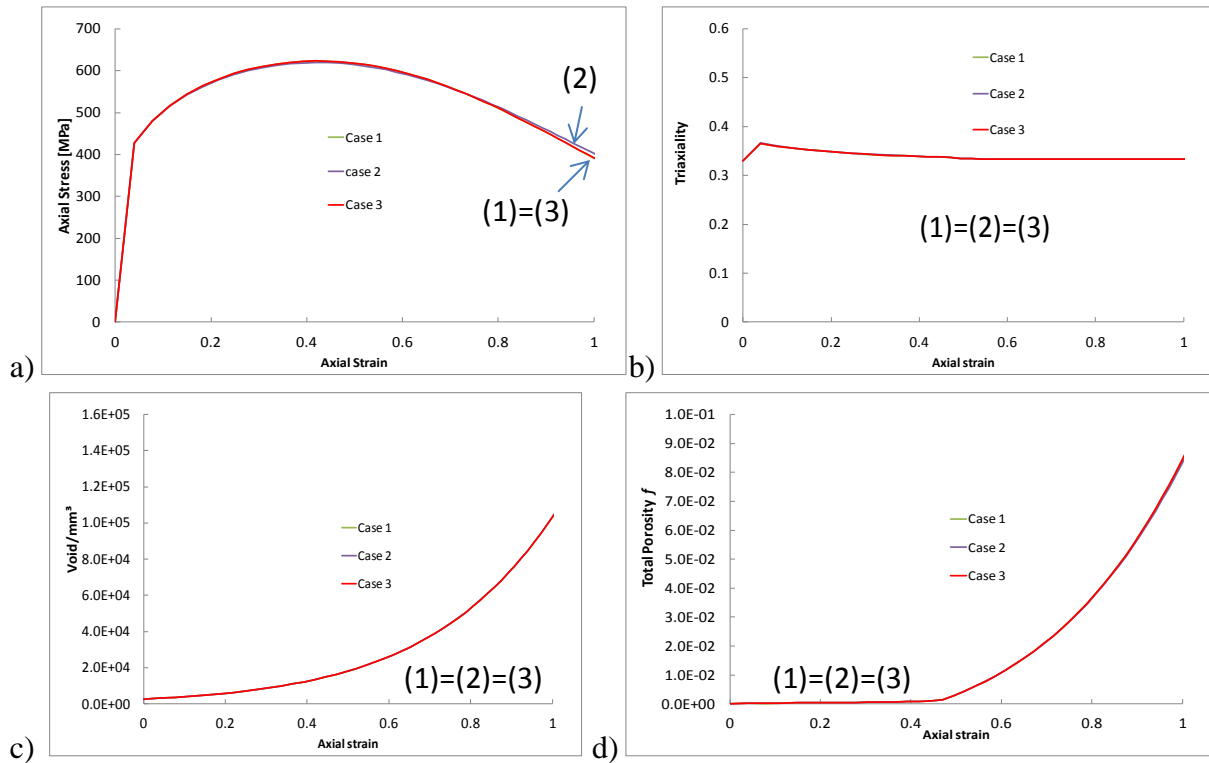 700
600
500
400
300
200
100
0
Axial Stress [MPa]
0 0.2 0.4 0.6 0.8 1
Axial Strain
Case 1
case 2
Case 3
(2)
(1)=(3)
a)
0.6
0.5
0.4
0.3
0.2
0.1
0
Triaxiality
0 0.2 0.4 0.6 0.8 1
Axial strain
Case 1
Case 2
Case 3
(1)=(2)=(3)
b)
1.6E+05
1.4E+05
1.2E+05
1.0E+05
8.0E+04
6.0E+04
4.0E+04
2.0E+04
0.0E+00
Void/mm³
0 0.2 0.4 0.6 0.8 1
Axial strain
Case 1
Case 2
Case 3
(1)=(2)=(3)
c)
1.0E-01
9.0E-02
8.0E-02
7.0E-02
6.0E-02
5.0E-02
4.0E-02
3.0E-02
2.0E-02
1.0E-02
0.0E+00
Total Porosity f
0 0.2 0.4 0.6 0.8 1
Axial strain
Case 1
Case 2
Case 3
(1)=(2)=(3)
d)